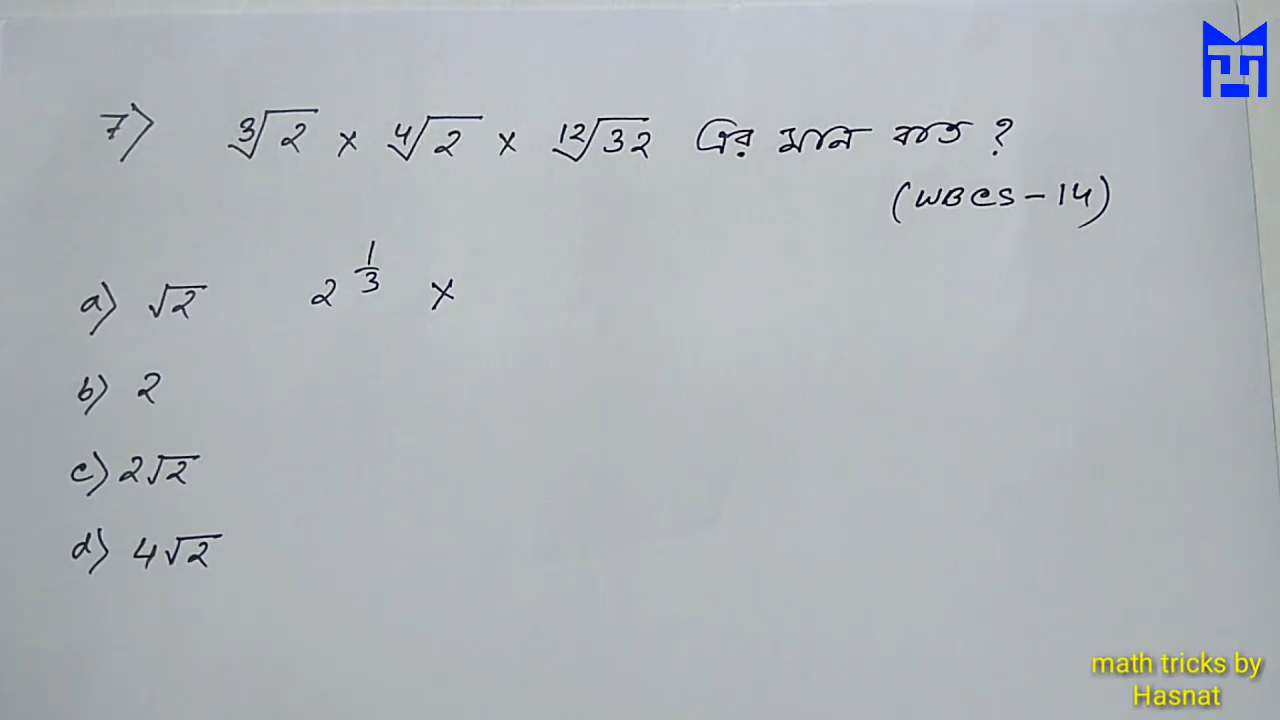 7) ∛2 × ∜2 × ¹²√32 এর মান কত ?
(WBCS-14)
a) √2 2^(1/3) ×
b) 2
c) 2√2
d) 4√2
math tricks by
Hasnat